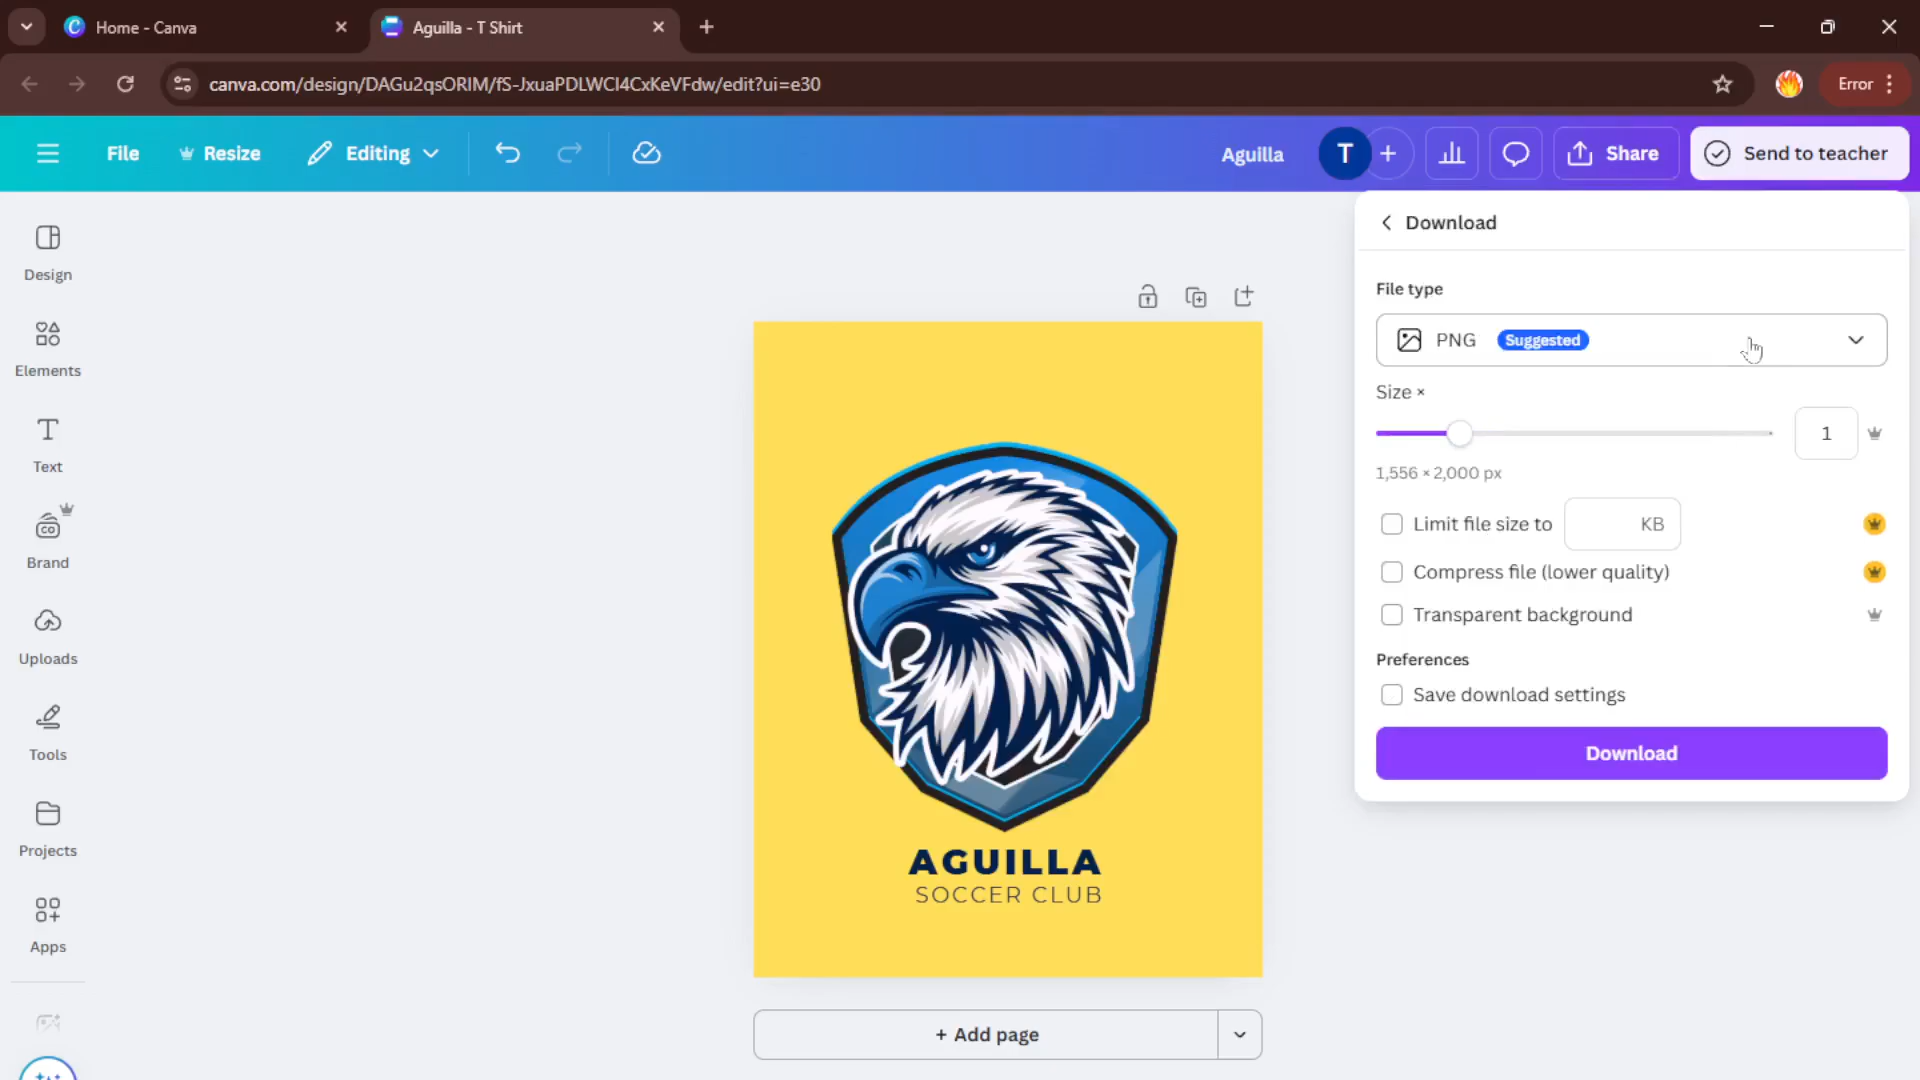 Home - Canva
Aguilla - T Shirt
canva.com/design/DAGu2qsORIM/fS-JxuaPDLWCI4CxKeVFdw/edit?ui=e30
Error
File
Resize
Editing
Aguilla
T
Share
Send to teacher
Design
Elements
Text
Brand
Uploads
Tools
Projects
Apps
AGUILLA
SOCCER CLUB
+ Add page
Download
File type
PNG Suggested
Size ×
1
1,556 × 2,000 px
Limit file size to KB
Compress file (lower quality)
Transparent background
Preferences
Save download settings
Download